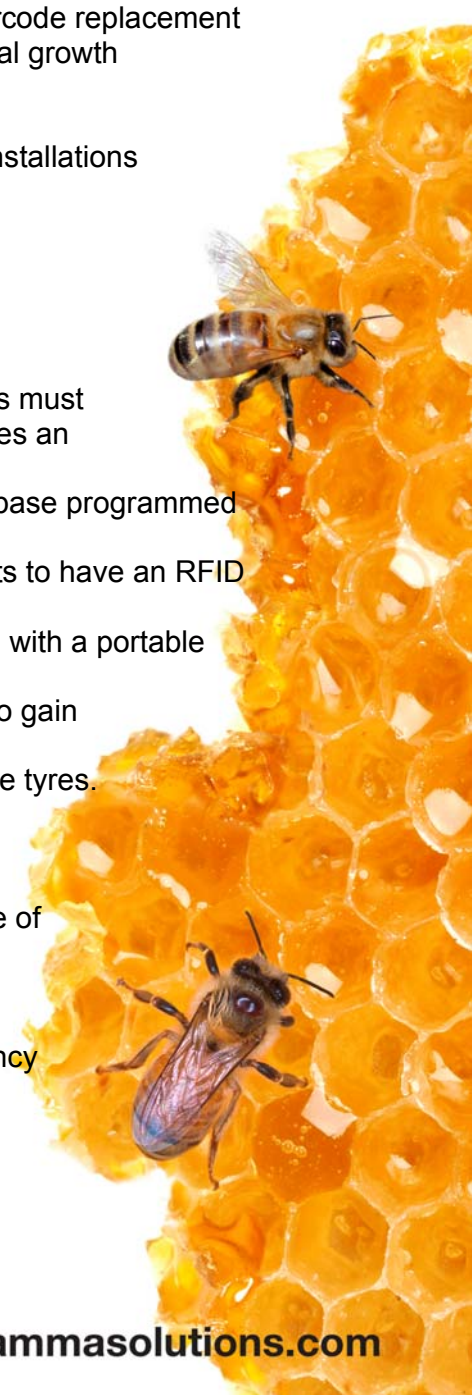 rcode replacement
al growth
nstallations
s must
es an
base programmed
ts to have an RFID
with a portable
o gain
e tyres.
e of
ncy
ammasolutions.com